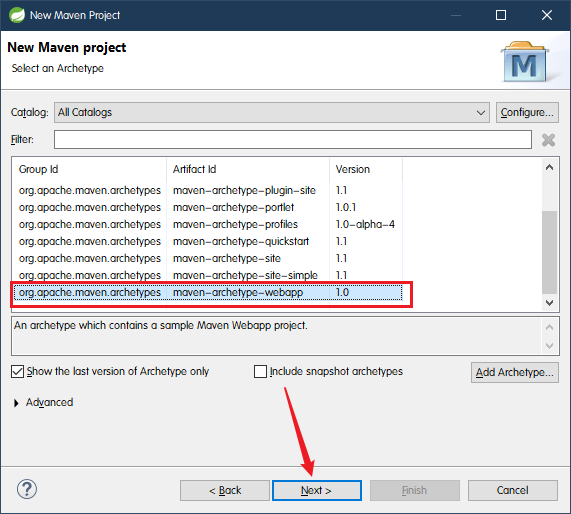 New Maven Project
New Maven project
Select an Archetype
M
Catalog: All Catalogs Configure...
Filter:
Group Id Artifact Id Version
org.apache.maven.archetypes maven-archetype-plugin-site 1.1
org.apache.maven.archetypes maven-archetype-portlet 1.0.1
org.apache.maven.archetypes maven-archetype-profiles 1.0-alpha-4
org.apache.maven.archetypes maven-archetype-quickstart 1.1
org.apache.maven.archetypes maven-archetype-site 1.1
org.apache.maven.archetypes maven-archetype-site-simple 1.1
org.apache.maven.archetypes maven-archetype-webapp 1.0
An archetype which contains a sample Maven Webapp project.
Show the last version of Archetype only Include snapshot archetypes Add Archetype...
Advanced
? < Back Next > Finish Cancel